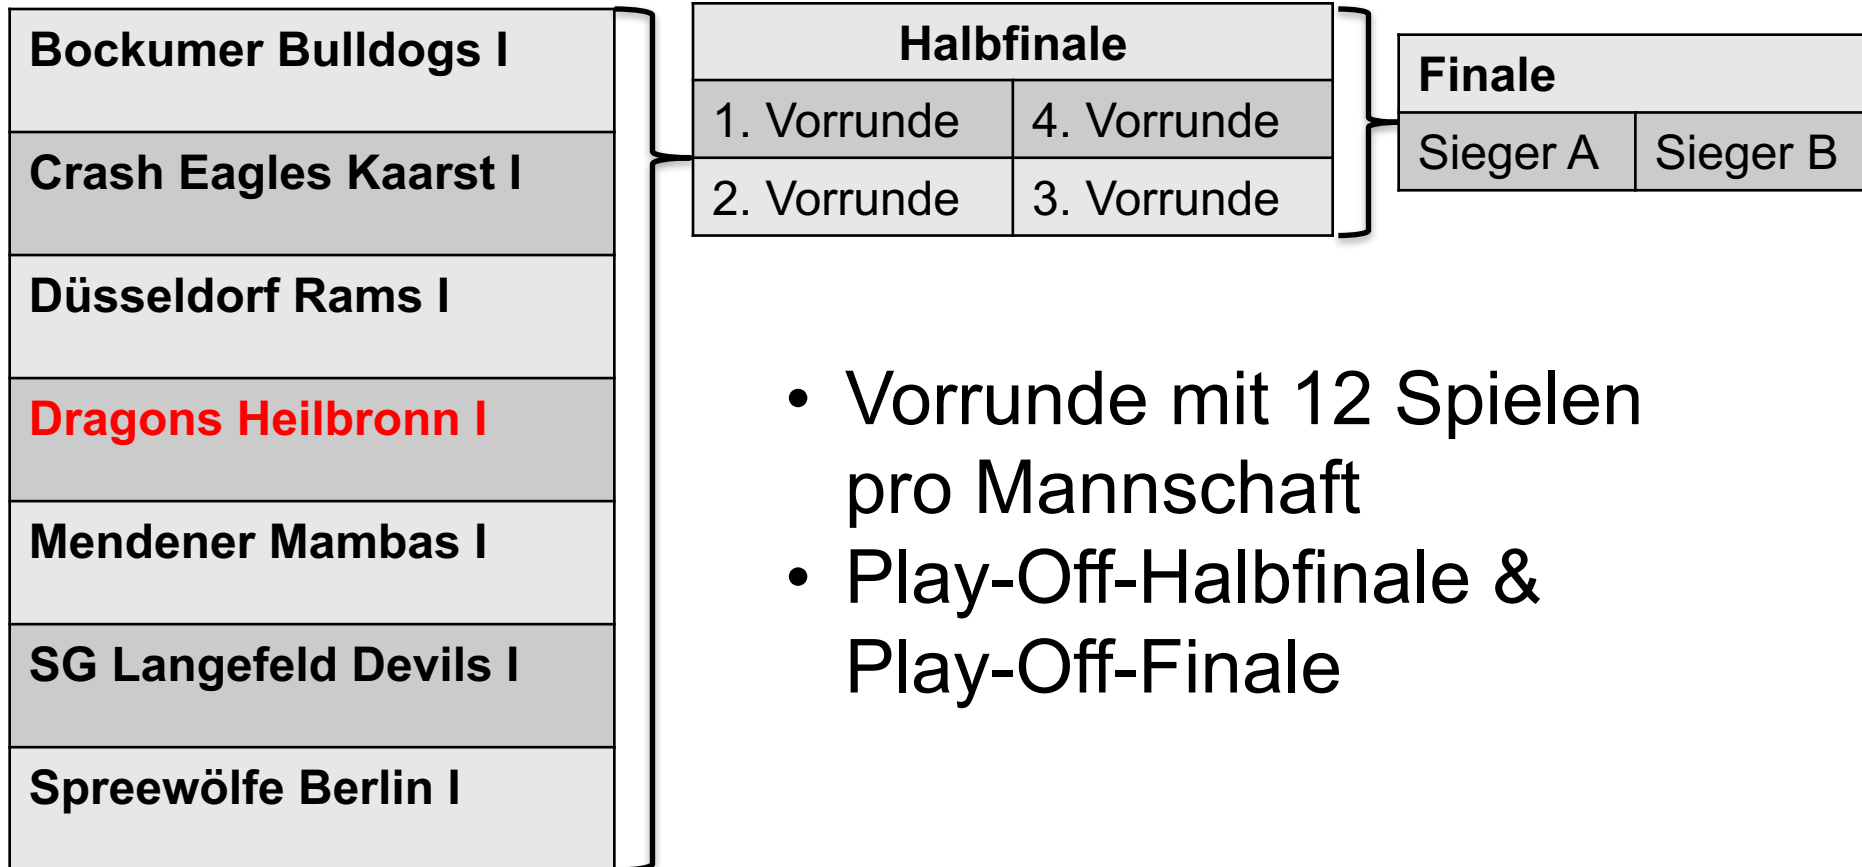 Bockumer Bulldogs I
Crash Eagles Kaarst I
Düsseldorf Rams I
Dragons Heilbronn I
Mendener Mambas I
SG Langefeld Devils I
Spreewölfe Berlin I
Halbfinale
1. Vorrunde 4. Vorrunde
2. Vorrunde 3. Vorrunde
Finale
Sieger A Sieger B
• Vorrunde mit 12 Spielen
pro Mannschaft
• Play-Off-Halbfinale &
Play-Off-Finale